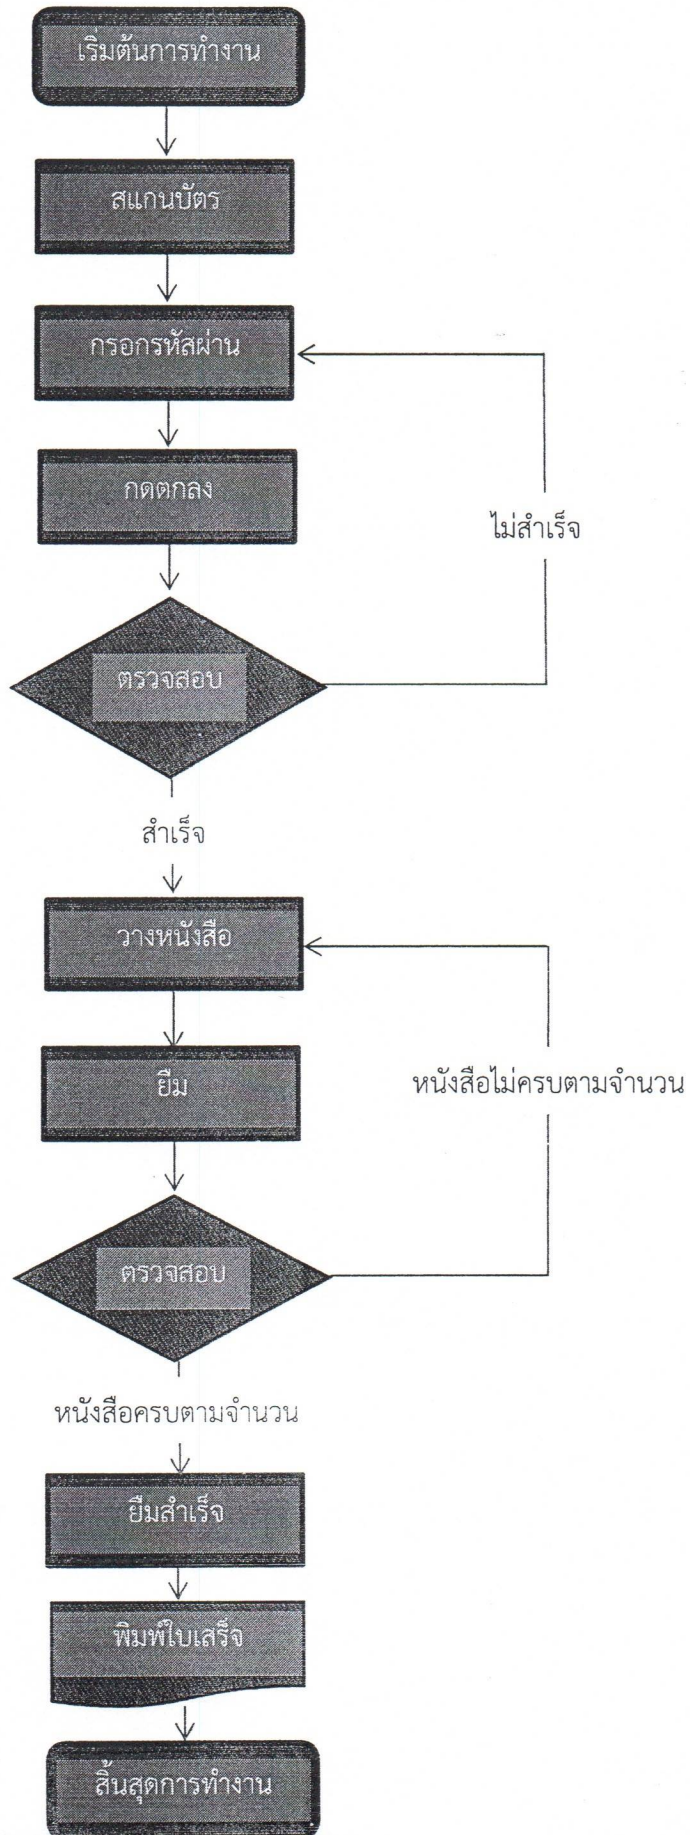 เริ่มต้นการทำงาน
สแกนบัตร
กรอกรหัสผ่าน
กดตกลง
ไม่สำเร็จ
ตรวจสอบ
สำเร็จ
วางหนังสือ
ยืม
หนังสือไม่ครบตามจำนวน
ตรวจสอบ
หนังสือครบตามจำนวน
ยืมสำเร็จ
พิมพ์ใบเสร็จ
สิ้นสุดการทำงาน